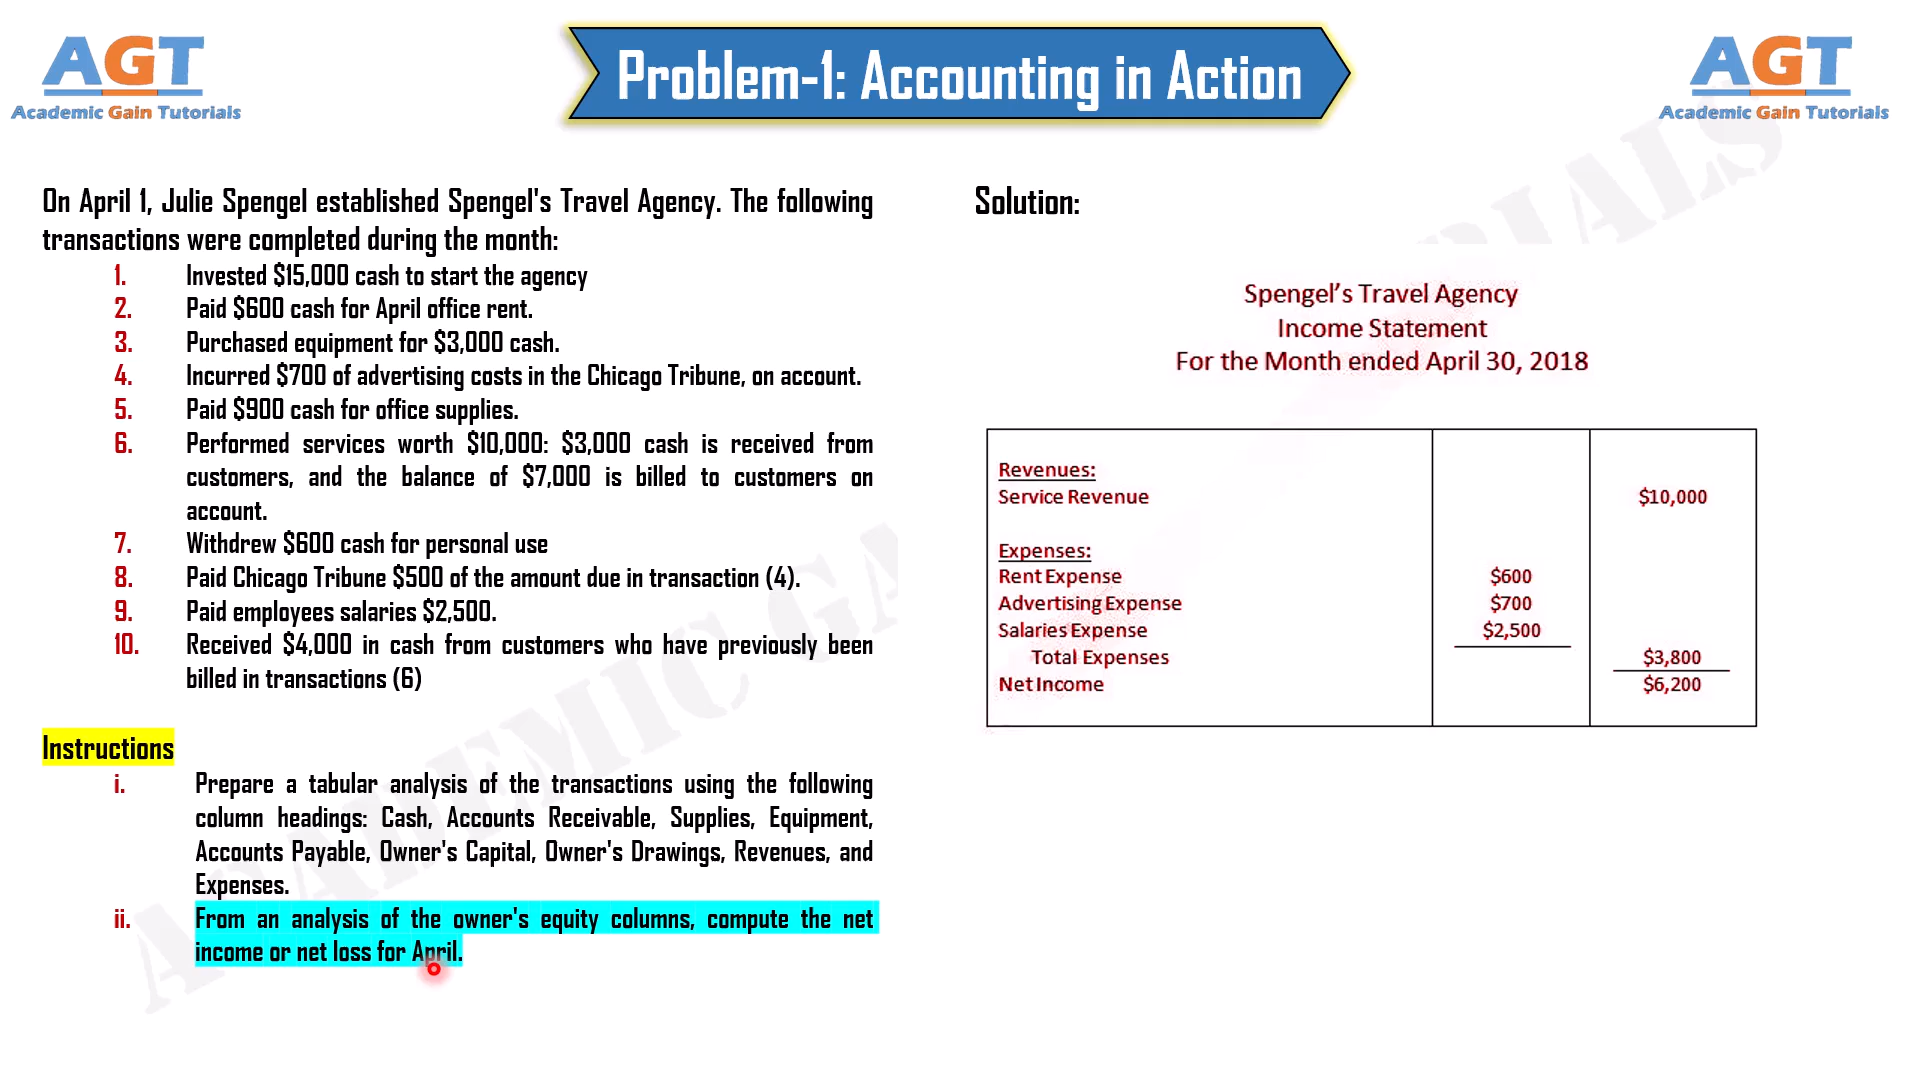 AGT
Academic Gain Tutorials
Problem-1: Accounting in Action
AGT
Academic Gain Tutorials
On April 1, Julie Spengel established Spengel's Travel Agency. The following
transactions were completed during the month:
1. Invested $15,000 cash to start the agency
2. Paid $600 cash for April office rent.
3. Purchased equipment for $3,000 cash.
4. Incurred $700 of advertising costs in the Chicago Tribune, on account.
5. Paid $900 cash for office supplies.
6. Performed services worth $10,000: $3,000 cash is received from
customers, and the balance of $7,000 is billed to customers on
account.
7. Withdrew $600 cash for personal use
8. Paid Chicago Tribune $500 of the amount due in transaction (4).
9. Paid employees salaries $2,500.
10. Received $4,000 in cash from customers who have previously been
billed in transactions (6)
Instructions
i. Prepare a tabular analysis of the transactions using the following
column headings: Cash, Accounts Receivable, Supplies, Equipment,
Accounts Payable, Owner's Capital, Owner's Drawings, Revenues, and
Expenses.
ii. From an analysis of the owner's equity columns, compute the net
income or net loss for April.
Solution:
Spengel’s Travel Agency
Income Statement
For the Month ended April 30, 2018
Revenues:
Service Revenue $10,000
Expenses:
Rent Expense $600
Advertising Expense $700
Salaries Expense $2,500
Total Expenses $3,800
Net Income $6,200